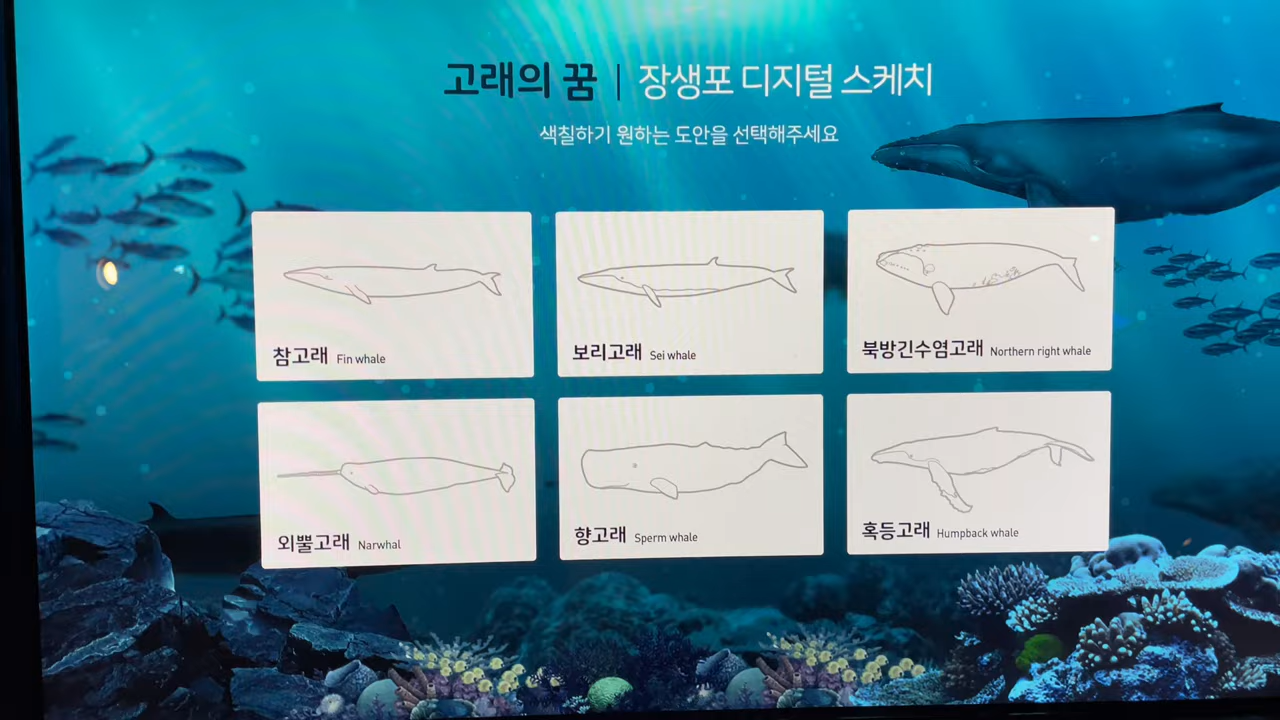 고래의 꿈 | 장생포 디지털 스케치
색칠하기 원하는 도안을 선택해주세요
참고래 Fin whale
보리고래 Sei whale
북방긴수염고래 Northern right whale
외뿔고래 Narwhal
향고래 Sperm whale
혹등고래 Humpback whale